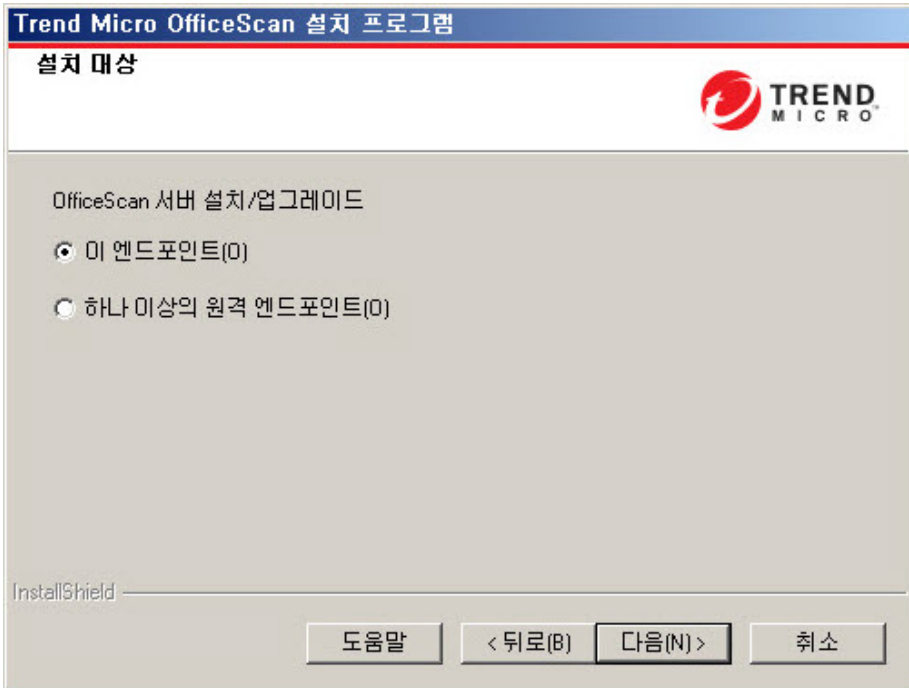 Trend Micro OfficeScan 설치 프로그램
설치 대상
TREND
MICRO
OfficeScan 서버 설치/업그레이드
이 엔드포인트(O)
하나 이상의 원격 엔드포인트(O)
InstallShield
도움말
< 뒤로(B)
다음(N) >
취소